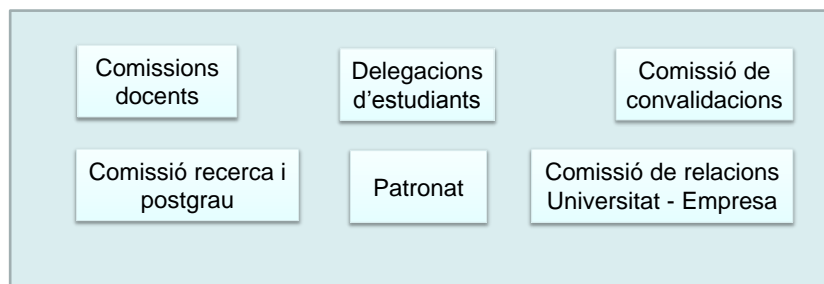 Comissions
docents
Delegacions
d'estudiants
Comissió de
convalidacions
Comissió recerca i
postgrau
Patronat
Comissió de relacions
Universitat - Empresa